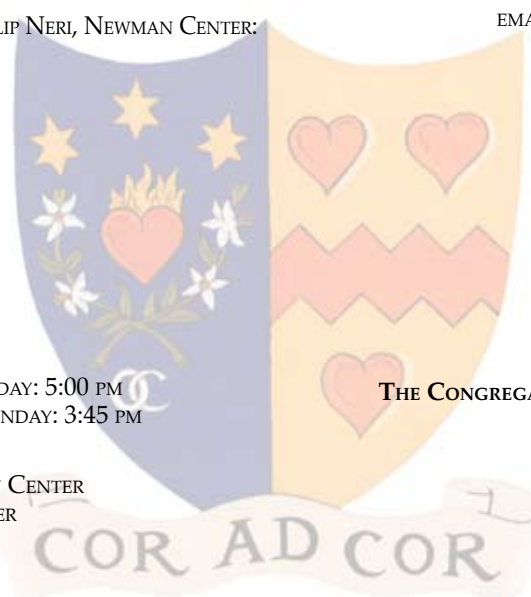 LIP NERI, NEWMAN CENTER:
EMA
DAY: 5:00 PM
NDAY: 3:45 PM
THE CONGREGA
CENTER
ER
OC
COR AD COR